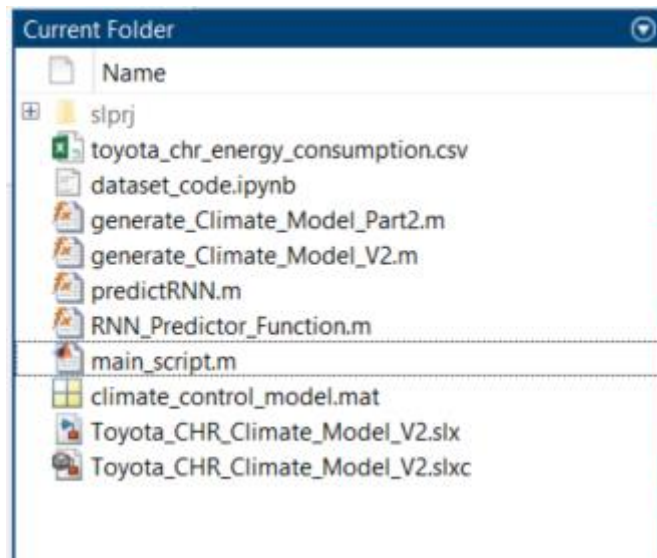 Current Folder
Name
slprj
toyota_chr_energy_consumption.csv
dataset_code.ipynb
generate_Climate_Model_Part2.m
generate_Climate_Model_V2.m
predictRNN.m
RNN_Predictor_Function.m
main_script.m
climate_control_model.mat
Toyota_CHR_Climate_Model_V2.slx
Toyota_CHR_Climate_Model_V2.slxc